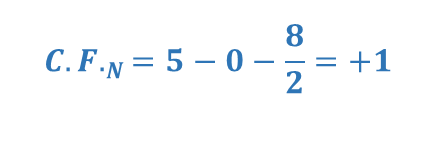 C.F.N = 5 − 0 − 8/2 = +1